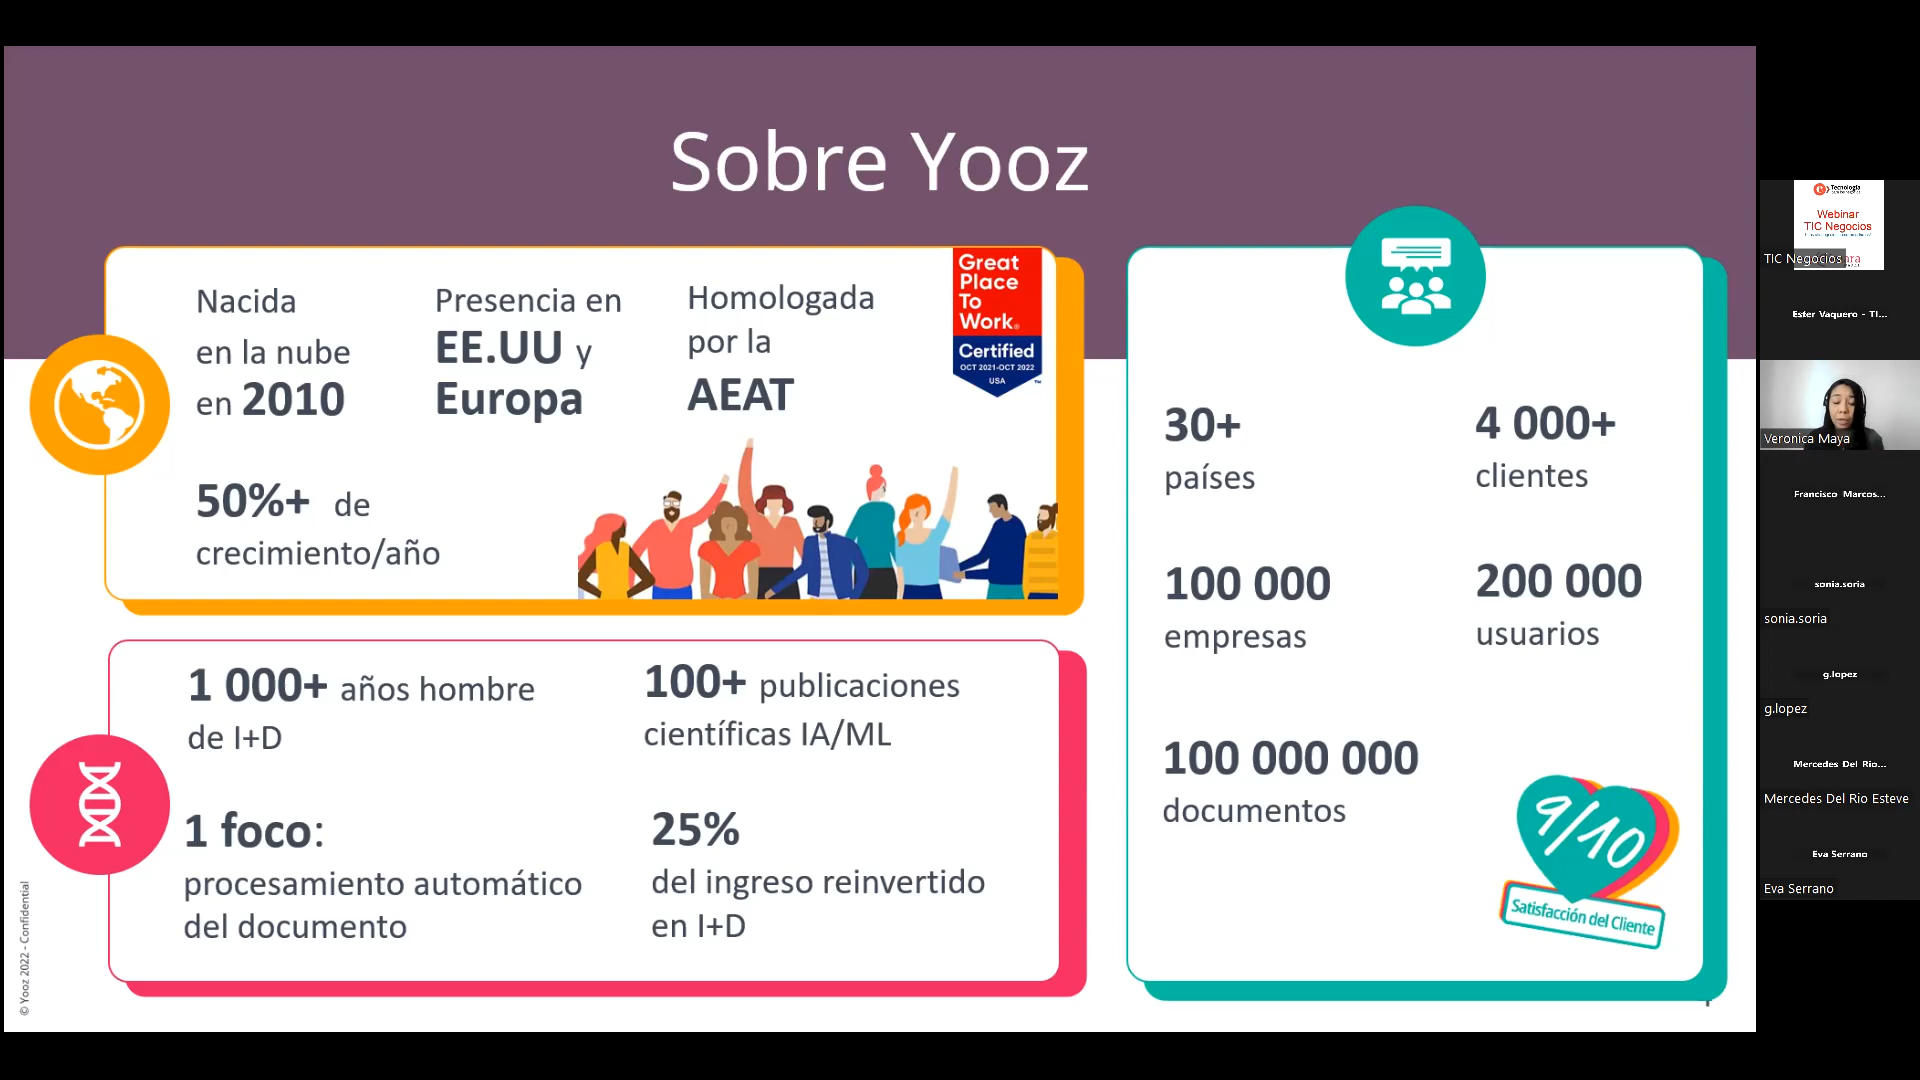 Sobre Yooz
Nacida
en la nube
en 2010
Presencia en
EE.UU y
Europa
Homologada
por la
AEAT
Great
Place
To
Work®
Certified
OCT 2021-OCT 2022
USA
™
50%+ de
crecimiento/año
1 000+ años hombre
de I+D
100+ publicaciones
científicas IA/ML
1 foco:
procesamiento automático
del documento
25%
del ingreso reinvertido
en I+D
30+
países
4 000+
clientes
100 000
empresas
200 000
usuarios
100 000 000
documentos
9/10
Satisfacción del Cliente
© Yooz 2022 - Confidential
Tecnología
Webinar
TIC Negocios
TIC Negocios
Ester Vaquero - TI...
Veronica Maya
Francisco Marcos...
sonia.soria
sonia.soria
g.lopez
g.lopez
Mercedes Del Rio...
Mercedes Del Rio Esteve
Eva Serrano
Eva Serrano